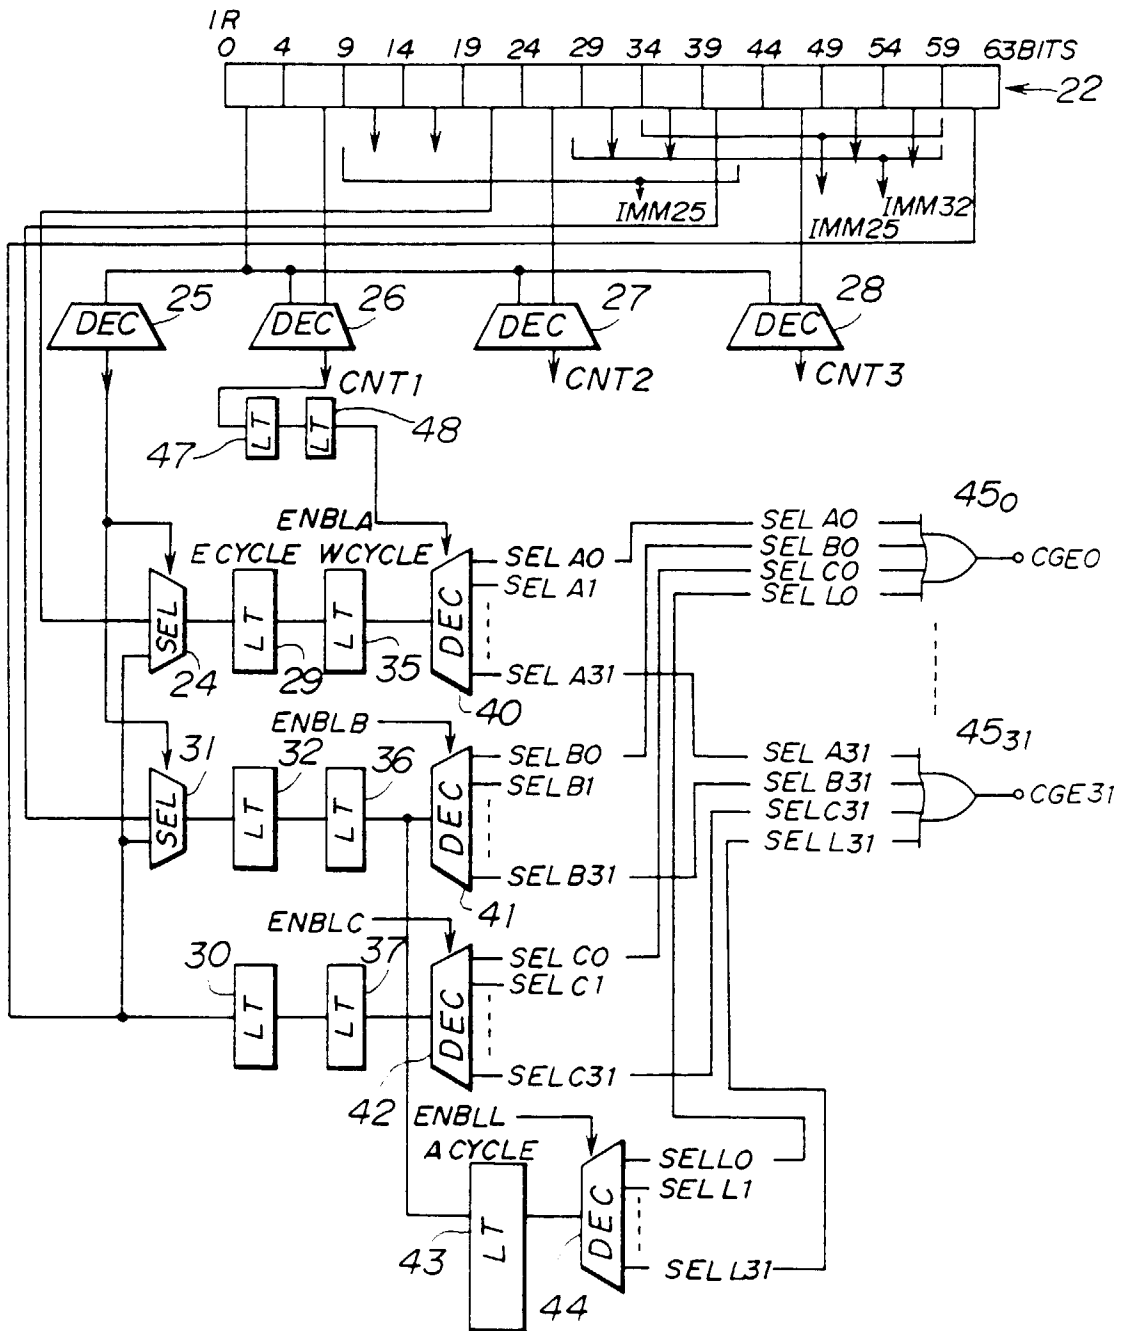 IR
0 4 9 14 19 24 29 34 39 44 49 54 59 63BITS
22
IMM25
IMM25
IMM32
DEC 25
DEC 26
DEC 27
DEC 28
CNT1
CNT2
CNT3
LT 47
LT 48
ENBLA
E CYCLE W CYCLE
SEL 24
LT 29
LT 35
DEC 40
SEL A0
SEL A1
SEL A31
45₀
SEL A0
SEL B0
SEL C0
SEL L0
CGE0
ENBLB
SEL 31
LT 32
LT 36
DEC 41
SEL B0
SEL B1
SEL B31
45₃₁
SEL A31
SEL B31
SEL C31
SEL L31
CGE31
ENBLC
30 LT
37 LT
DEC 42
SEL C0
SEL C1
SEL C31
ENBLL
A CYCLE
43 LT
DEC 44
SEL L0
SEL L1
SEL L31